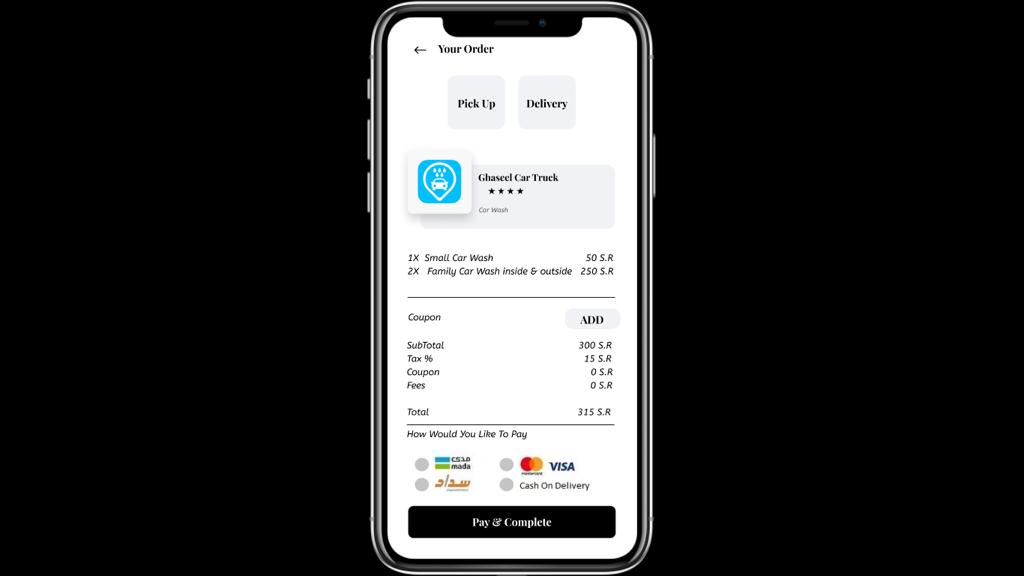 Your Order
Pick Up
Delivery
Ghaseel Car Truck
★★★★
Car Wash
1X Small Car Wash 50 S.R
2X Family Car Wash inside & outside 250 S.R
Coupon ADD
SubTotal 300 S.R
Tax % 15 S.R
Coupon 0 S.R
Fees 0 S.R
Total 315 S.R
How Would You Like To Pay
مدى
mada
mastercard VISA
سداد
Cash On Delivery
Pay & Complete